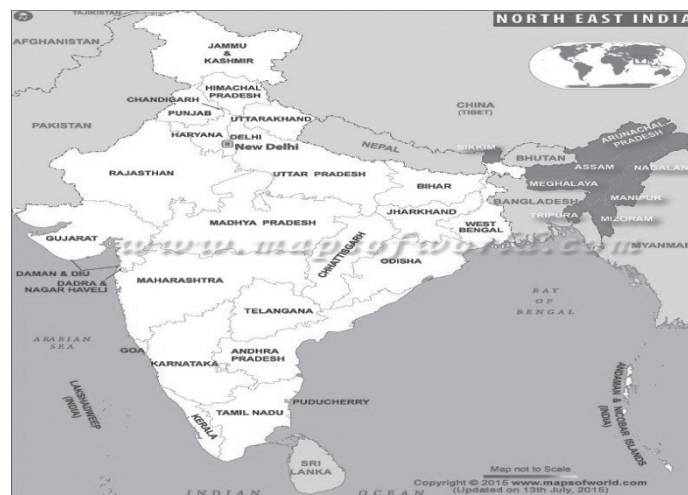 TAJIKISTAN
NORTH EAST INDIA
AFGHANISTAN
JAMMU
&
KASHMIR
HIMACHAL
PRADESH
CHANDIGARH
PUNJAB
UTTARAKHAND
CHINA
(TIBET)
PAKISTAN
HARYANA
DELHI
New Delhi
NEPAL
SIKKIM
BHUTAN
ARUNACHAL
PRADESH
ASSAM
NAGALAN
RAJASTHAN
UTTAR PRADESH
BIHAR
MEGHALAYA
BANGLADESH
MANIPUR
JHARKHAND
TRIPURA
MIZORAM
GUJARAT
MADHYA PRADESH
WEST
BENGAL
www.mapsofworld.com
MYANMAR
CHHATTISGARH
ODISHA
DAMAN & DIU
DADRA &
NAGAR HAVELI
MAHARASHTRA
BAY
OF
BENGAL
TELANGANA
ARABIAN
SEA
GOA
KARNATAKA
ANDHRA
PRADESH
LAKSHADWEEP
(INDIA)
PUDUCHERRY
KERALA
TAMIL NADU
ANDAMAN & NICOBAR ISLANDS
(INDIA)
SRI
LANKA
Map not to Scale
Copyright © 2015 www.mapsofworld.com
(Updated on 13th July, 2015)
INDIAN OCEAN